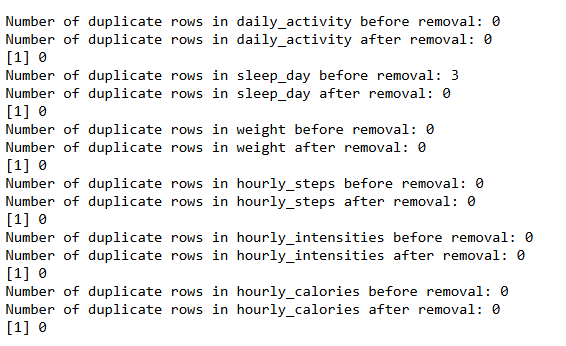 Number of duplicate rows in daily_activity before removal: 0
Number of duplicate rows in daily_activity after removal: 0
[1] 0
Number of duplicate rows in sleep_day before removal: 3
Number of duplicate rows in sleep_day after removal: 0
[1] 0
Number of duplicate rows in weight before removal: 0
Number of duplicate rows in weight after removal: 0
[1] 0
Number of duplicate rows in hourly_steps before removal: 0
Number of duplicate rows in hourly_steps after removal: 0
[1] 0
Number of duplicate rows in hourly_intensities before removal: 0
Number of duplicate rows in hourly_intensities after removal: 0
[1] 0
Number of duplicate rows in hourly_calories before removal: 0
Number of duplicate rows in hourly_calories after removal: 0
[1] 0